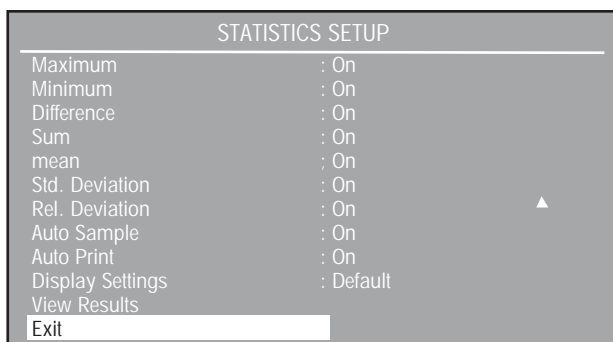 STATISTICS SETUP
Maximum : On
Minimum : On
Difference : On
Sum : On
mean ; On
Std. Deviation : On
Rel. Deviation : On
Auto Sample : On
Auto Print : On
Display Settings : Default
View Results
Exit